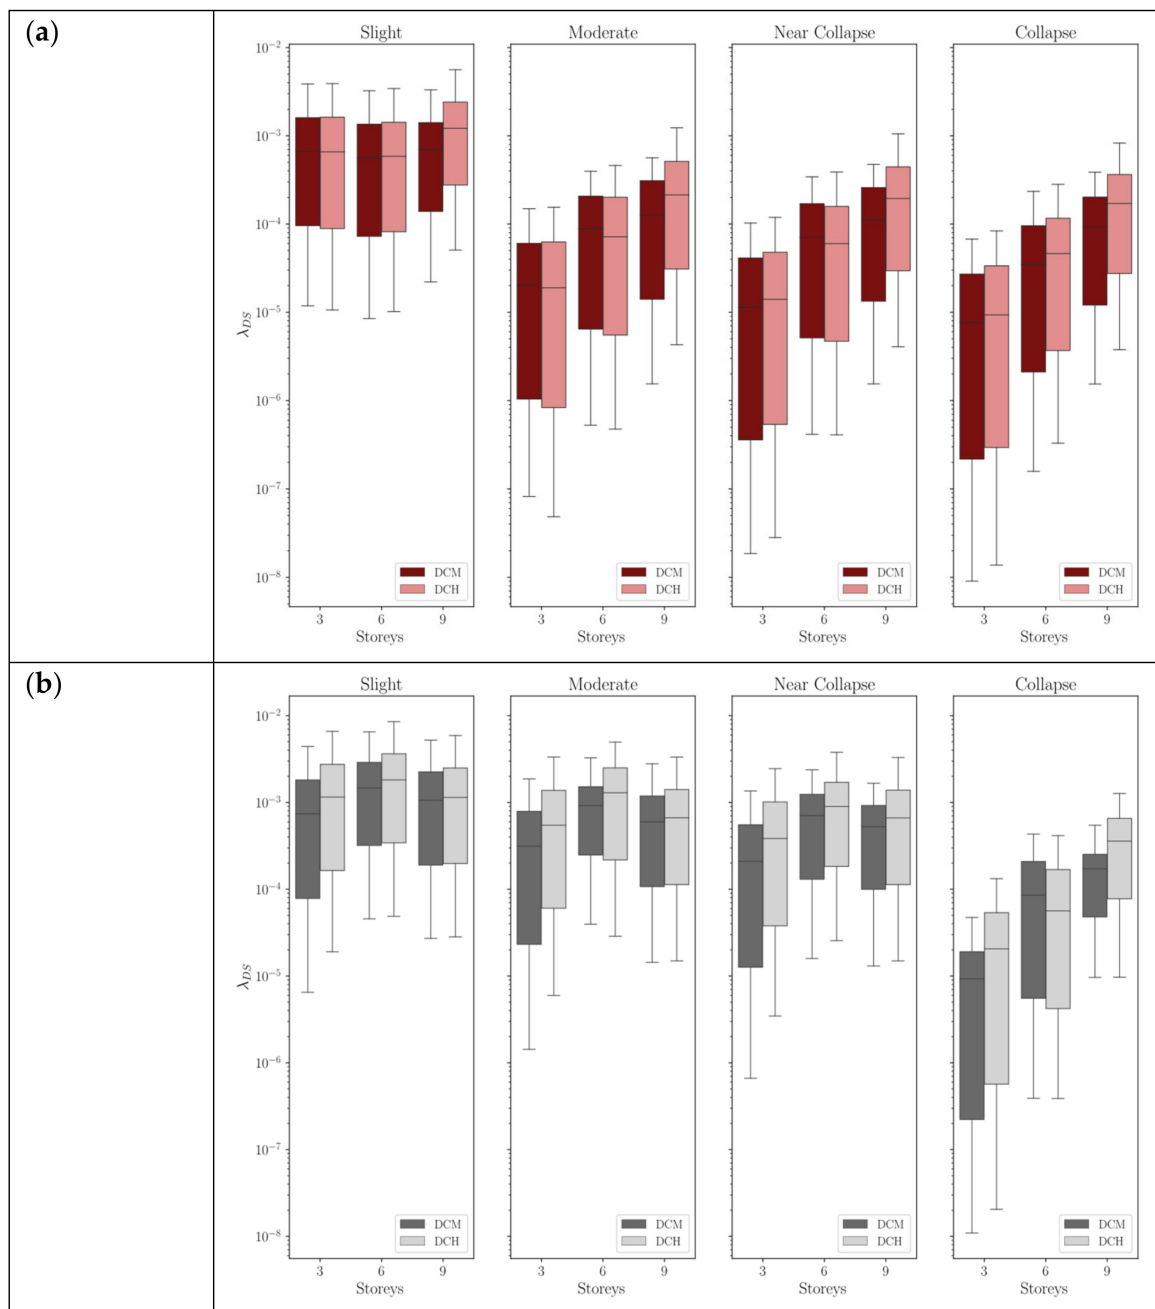 (a)
Slight Moderate Near Collapse Collapse
10⁻²
10⁻³
10⁻⁴
10⁻⁵
λ_DS
10⁻⁶
10⁻⁷
10⁻⁸
DCM DCM DCM DCM
DCH DCH DCH DCH
3 6 9 3 6 9 3 6 9 3 6 9
Storeys Storeys Storeys Storeys
(b)
Slight Moderate Near Collapse Collapse
10⁻²
10⁻³
10⁻⁴
10⁻⁵
λ_DS
10⁻⁶
10⁻⁷
10⁻⁸
DCM DCM DCM DCM
DCH DCH DCH DCH
3 6 9 3 6 9 3 6 9 3 6 9
Storeys Storeys Storeys Storeys